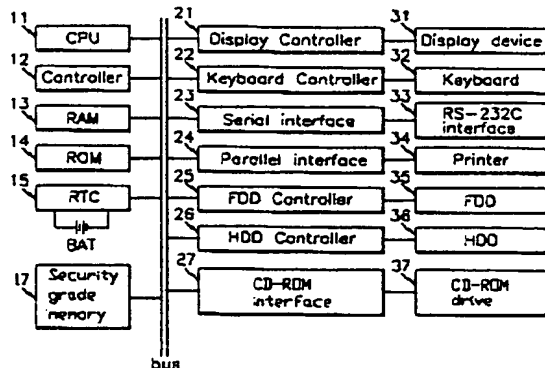 11
CPU
12
Controller
13
RAM
14
ROM
15
RTC
BAT
17
Security
grade
memory
bus
21
Display Controller
22
Keyboard Controller
23
Serial interface
24
Parallel interface
25
FDD Controller
26
HDD Controller
27
CD-ROM
interface
31
Display device
32
Keyboard
33
RS-232C
interface
34
Printer
35
FDD
36
HDD
37
CD-ROM
drive